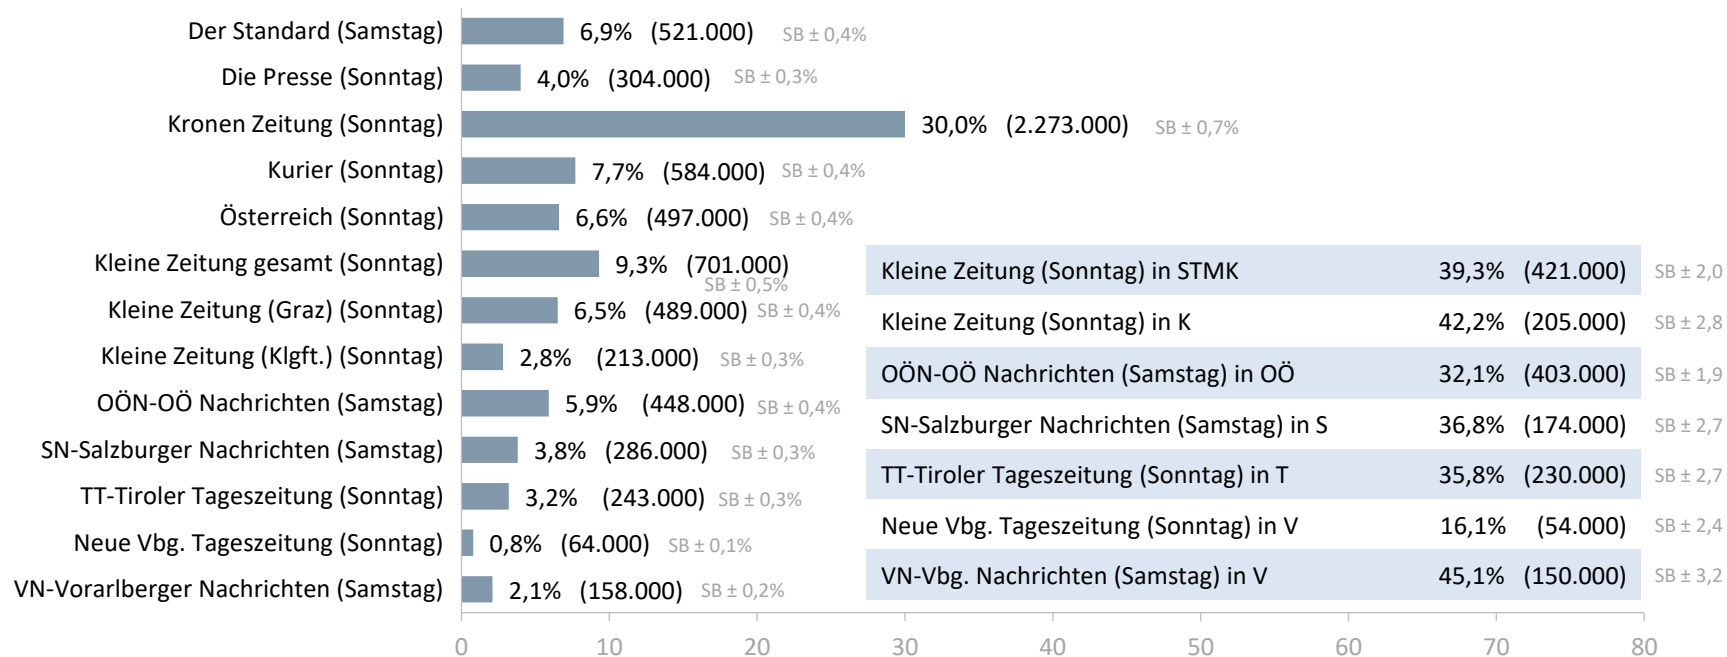 Der Standard (Samstag) 6,9% (521.000) SB ± 0,4%
Die Presse (Sonntag) 4,0% (304.000) SB ± 0,3%
Kronen Zeitung (Sonntag) 30,0% (2.273.000) SB ± 0,7%
Kurier (Sonntag) 7,7% (584.000) SB ± 0,4%
Österreich (Sonntag) 6,6% (497.000) SB ± 0,4%
Kleine Zeitung gesamt (Sonntag) 9,3% (701.000) SB ± 0,5%
Kleine Zeitung (Graz) (Sonntag) 6,5% (489.000) SB ± 0,4%
Kleine Zeitung (Klgft.) (Sonntag) 2,8% (213.000) SB ± 0,3%
OÖN-OÖ Nachrichten (Samstag) 5,9% (448.000) SB ± 0,4%
SN-Salzburger Nachrichten (Samstag) 3,8% (286.000) SB ± 0,3%
TT-Tiroler Tageszeitung (Sonntag) 3,2% (243.000) SB ± 0,3%
Neue Vbg. Tageszeitung (Sonntag) 0,8% (64.000) SB ± 0,1%
VN-Vorarlberger Nachrichten (Samstag) 2,1% (158.000) SB ± 0,2%
Kleine Zeitung (Sonntag) in STMK 39,3% (421.000) SB ± 2,0
Kleine Zeitung (Sonntag) in K 42,2% (205.000) SB ± 2,8
OÖN-OÖ Nachrichten (Samstag) in OÖ 32,1% (403.000) SB ± 1,9
SN-Salzburger Nachrichten (Samstag) in S 36,8% (174.000) SB ± 2,7
TT-Tiroler Tageszeitung (Sonntag) in T 35,8% (230.000) SB ± 2,7
Neue Vbg. Tageszeitung (Sonntag) in V 16,1% (54.000) SB ± 2,4
VN-Vbg. Nachrichten (Samstag) in V 45,1% (150.000) SB ± 3,2
0 10 20 30 40 50 60 70 80